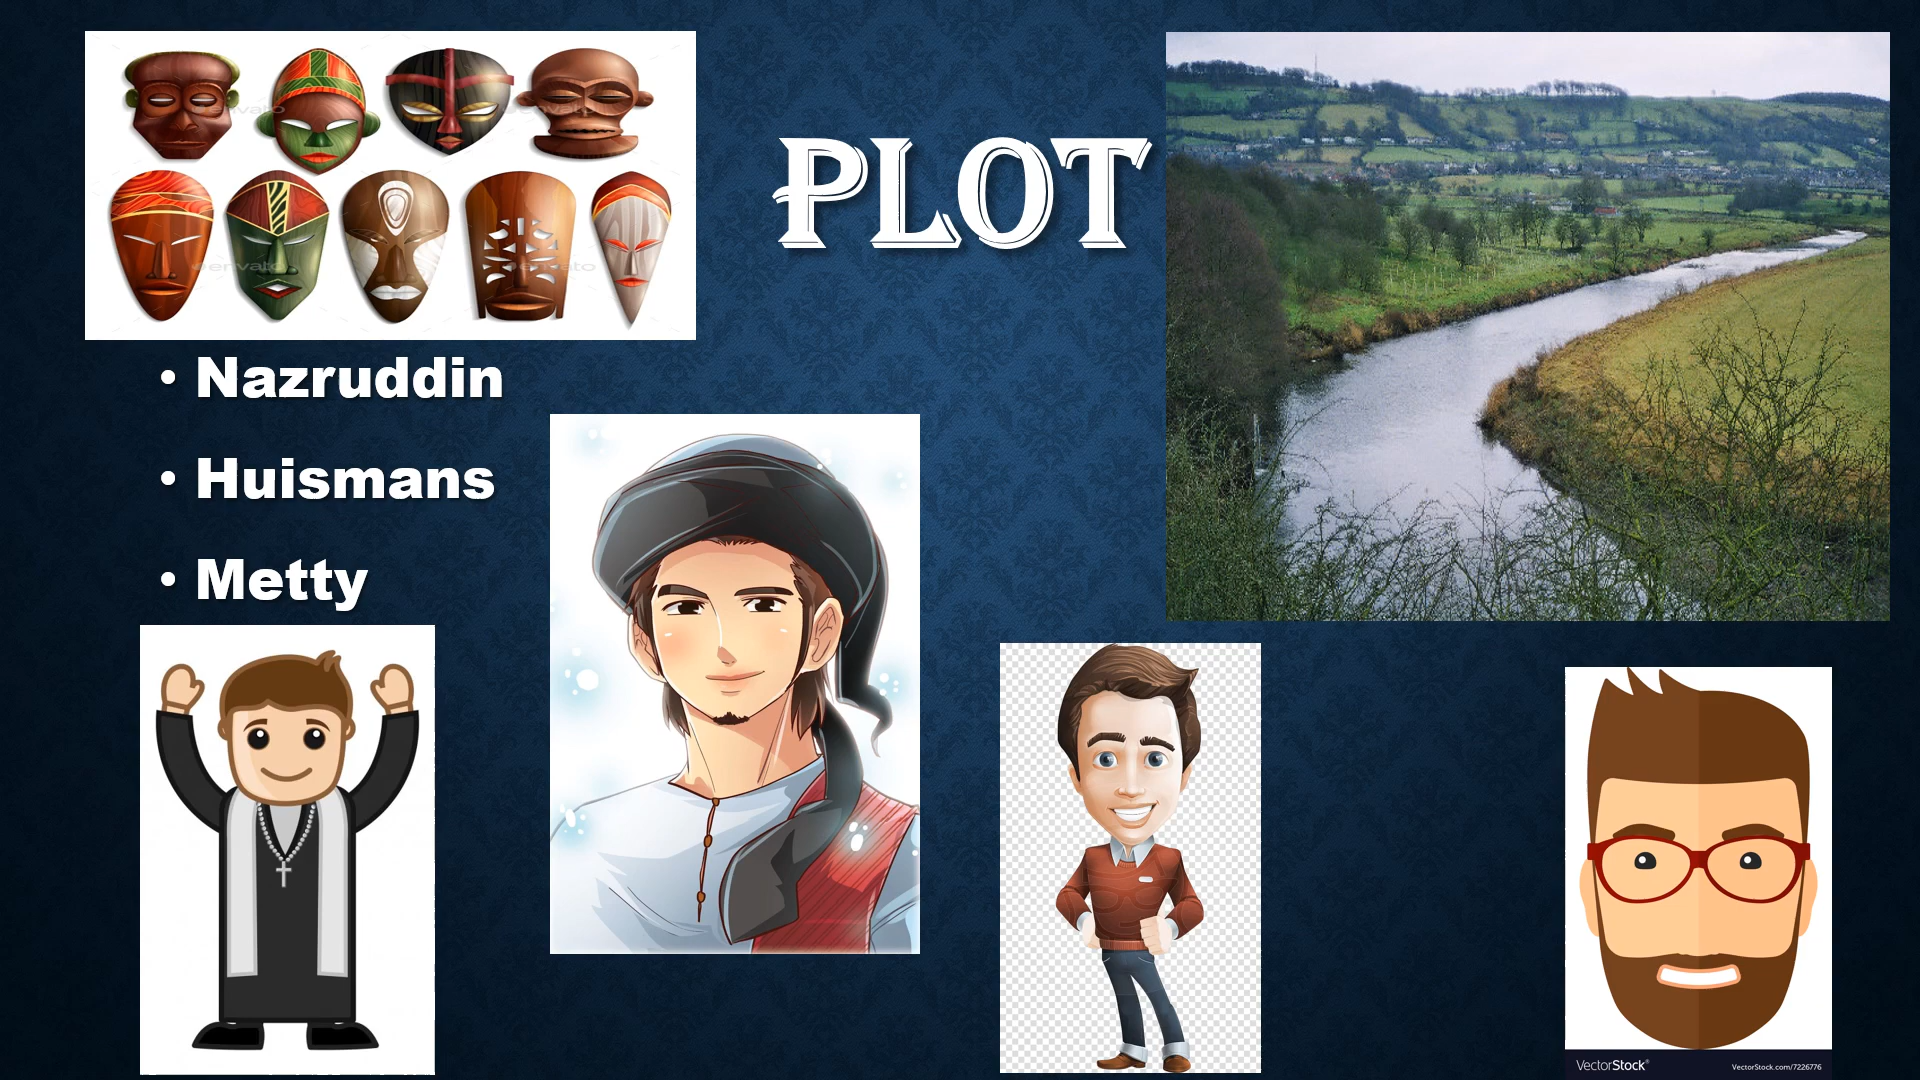 PLOT
• Nazruddin
• Huismans
• Metty
VectorStock®
VectorStock.com/7226776